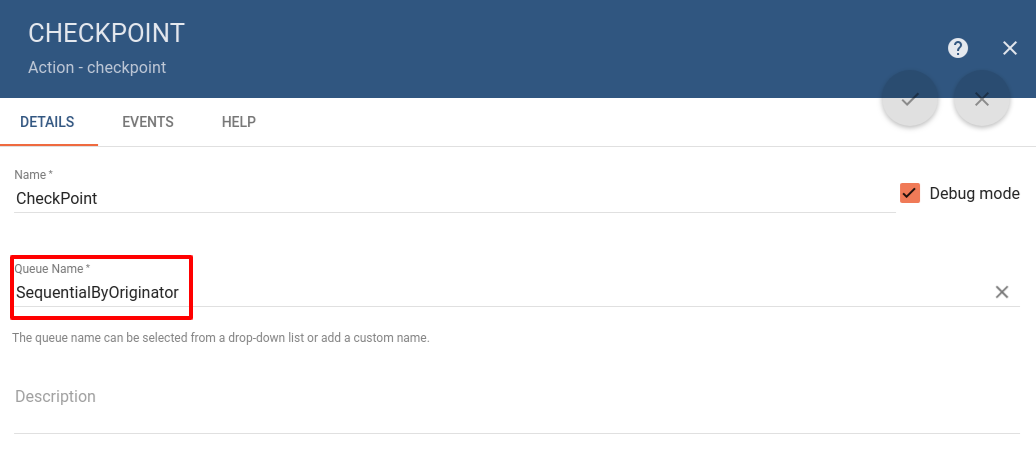 CHECKPOINT
Action - checkpoint
?
DETAILS EVENTS HELP
Name *
CheckPoint
Debug mode
Queue Name *
SequentialByOriginator
The queue name can be selected from a drop-down list or add a custom name.
Description